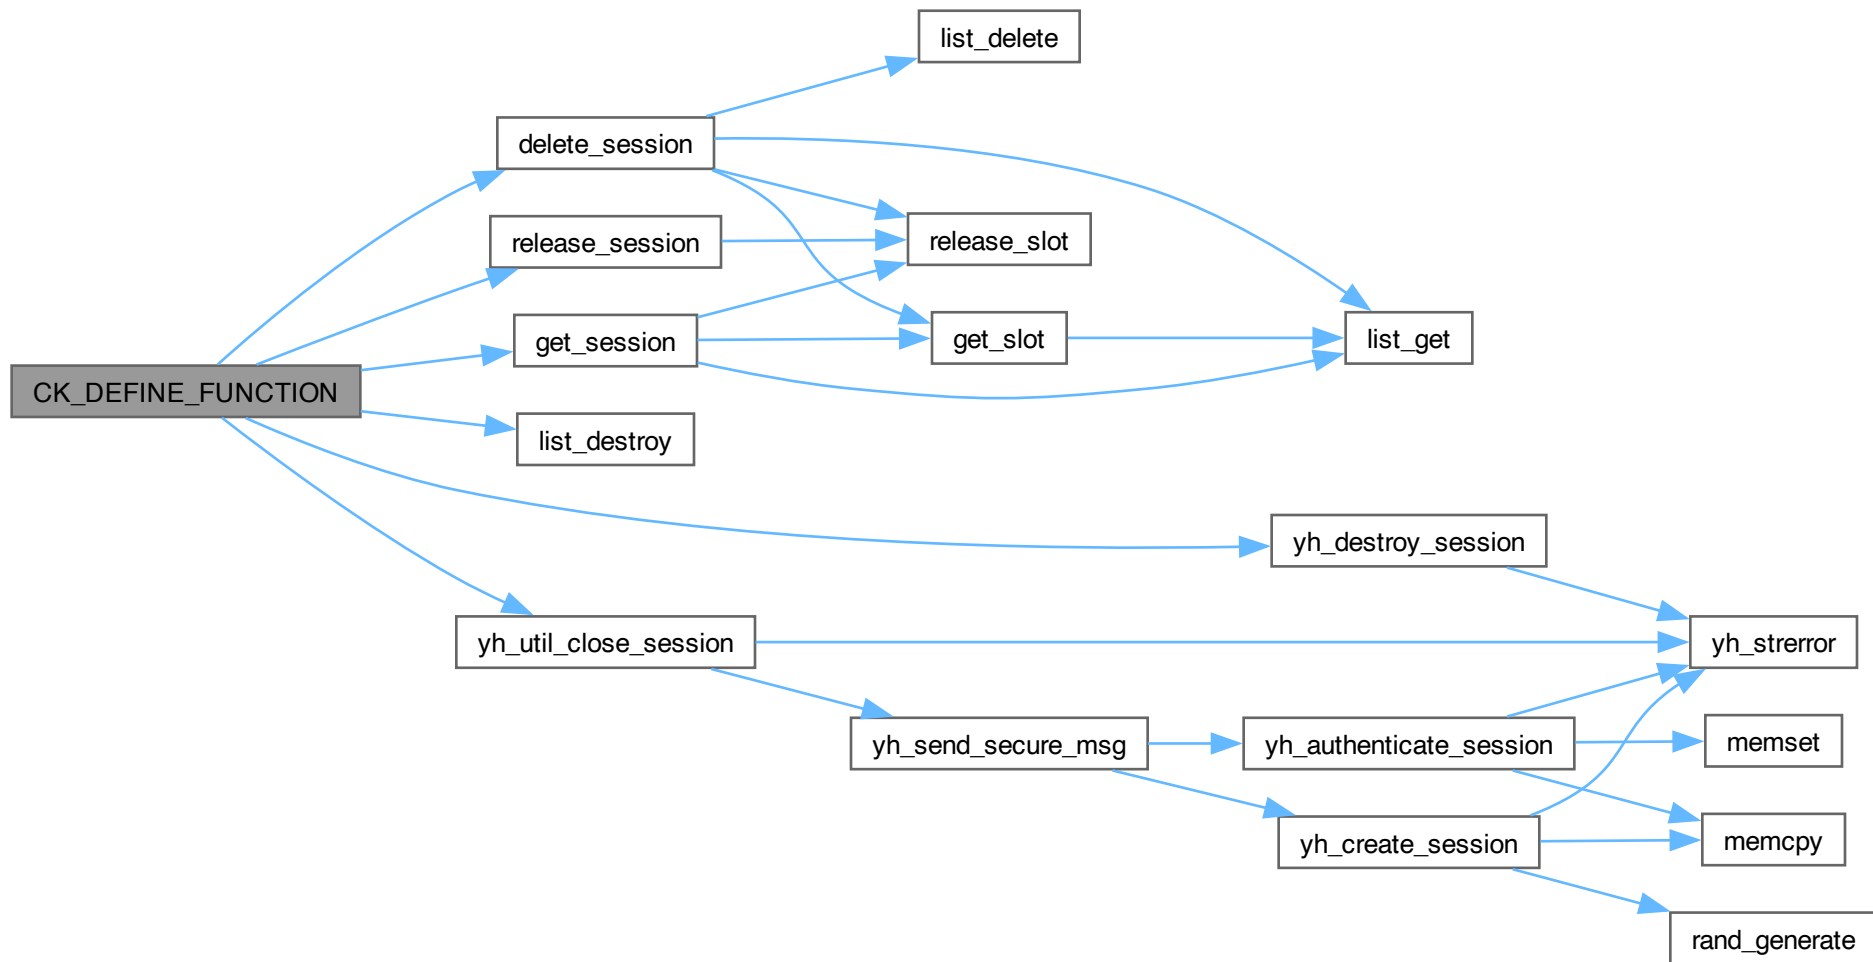 list_delete
delete_session
release_session
release_slot
get_session
get_slot
list_get
CK_DEFINE_FUNCTION
list_destroy
yh_destroy_session
yh_util_close_session
yh_strerror
yh_send_secure_msg
yh_authenticate_session
memset
yh_create_session
memcpy
rand_generate